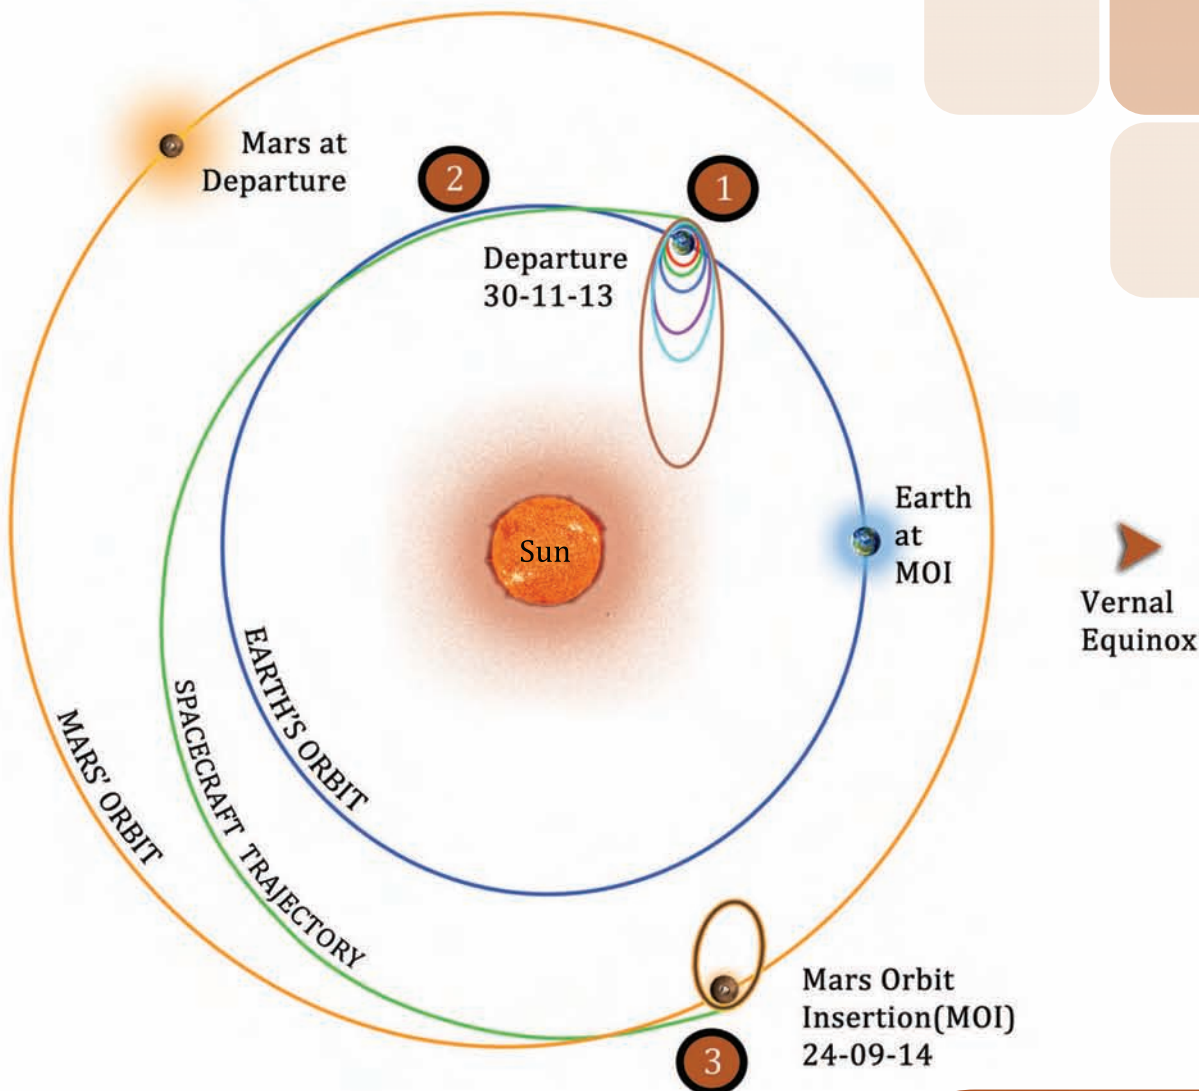 Mars at
Departure
2
1
Departure
30-11-13
Sun
Earth
at
MOI
Vernal
Equinox
EARTH'S ORBIT
SPACECRAFT TRAJECTORY
MARS' ORBIT
Mars Orbit
Insertion(MOI)
24-09-14
3